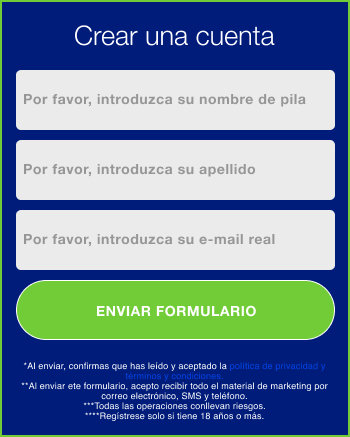 Crear una cuenta
Por favor, introduzca su nombre de pila
Por favor, introduzca su apellido
Por favor, introduzca su e-mail real
ENVIAR FORMULARIO
*Al enviar, confirmas que has leído y aceptado la política de privacidad y
términos y condiciones.
**Al enviar ete formulario, acepto recibir todo el material de marketing por
correo electrónico, SMS y teléfono.
***Todas las operaciones conllevan riesgos.
****Regístrese solo si tiene 18 años o más.